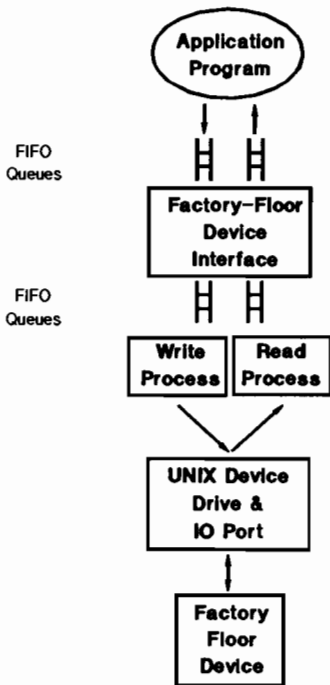 Application
Program
FIFO
Queues
Factory-Floor
Device
Interface
FIFO
Queues
Write
Process
Read
Process
UNIX Device
Drive &
IO Port
Factory
Floor
Device